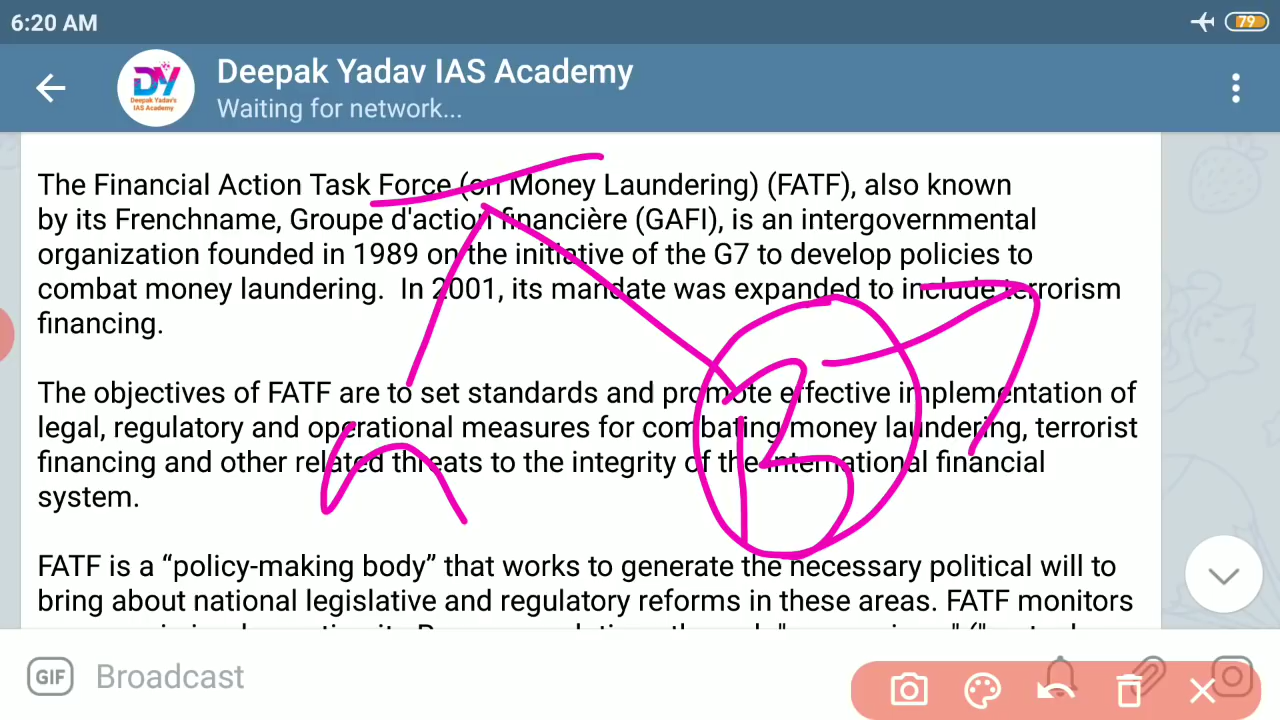 6:20 AM
79
DY
Deepak Yadav's
IAS Academy
Deepak Yadav IAS Academy
Waiting for network...
The Financial Action Task Force (on Money Laundering) (FATF), also known
by its Frenchname, Groupe d'action financière (GAFI), is an intergovernmental
organization founded in 1989 on the initiative of the G7 to develop policies to
combat money laundering. In 2001, its mandate was expanded to include terrorism
financing.
The objectives of FATF are to set standards and promote effective implementation of
legal, regulatory and operational measures for combating money laundering, terrorist
financing and other related threats to the integrity of the international financial
system.
FATF is a “policy-making body” that works to generate the necessary political will to
bring about national legislative and regulatory reforms in these areas. FATF monitors
GIF
Broadcast